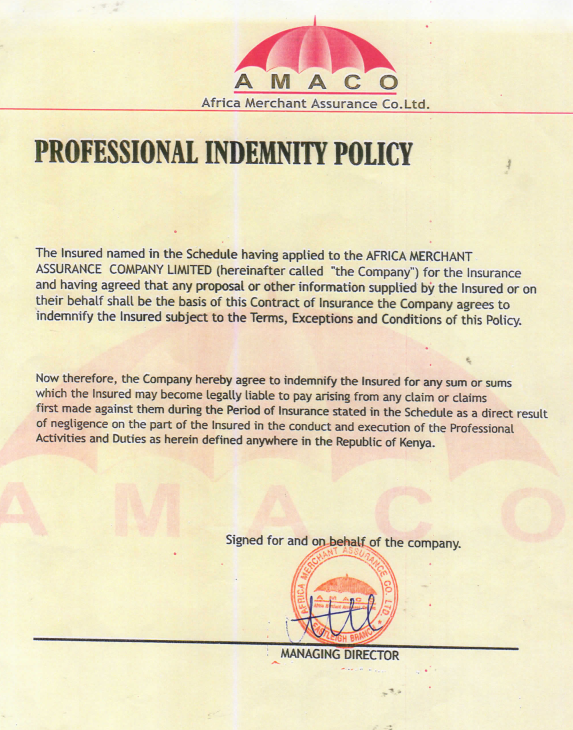 A M A C O
Africa Merchant Assurance Co.Ltd.
PROFESSIONAL INDEMNITY POLICY
The Insured named in the Schedule having applied to the AFRICA MERCHANT
ASSURANCE COMPANY LIMITED (hereinafter called "the Company") for the Insurance
and having agreed that any proposal or other information supplied by the Insured or on
their behalf shall be the basis of this Contract of Insurance the Company agrees to
indemnify the Insured subject to the Terms, Exceptions and Conditions of this Policy.
Now therefore, the Company hereby agree to indemnify the Insured for any sum or sums
which the Insured may become legally liable to pay arising from any claim or claims
first made against them during the Period of Insurance stated in the Schedule as a direct result
of negligence on the part of the Insured in the conduct and execution of the Professional
Activities and Duties as herein defined anywhere in the Republic of Kenya.
A M A C O
Signed for and on behalf of the company.
AFRICA MERCHANT ASSURANCE CO. LTD
A M A C O
EASTLEIGH BRANCH
MANAGING DIRECTOR